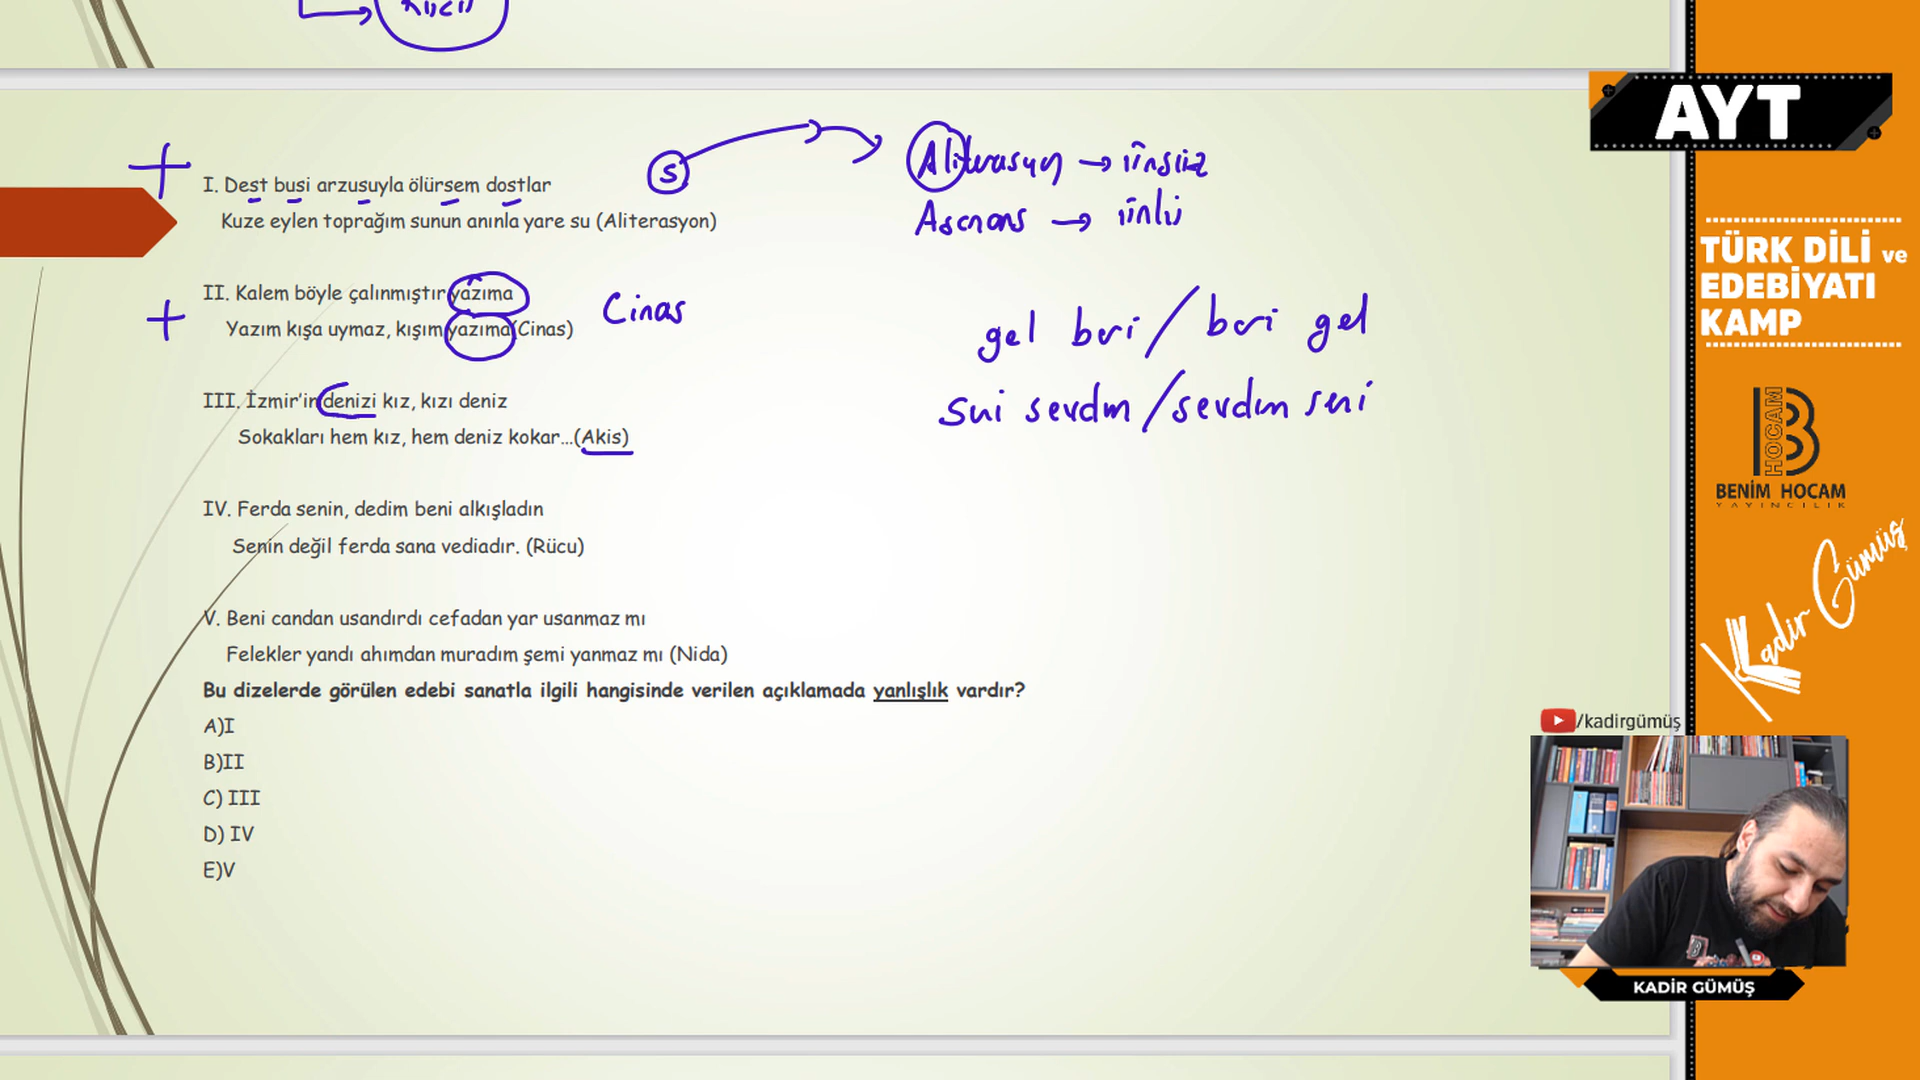 I. Dest busi arzusuyla ölürsem dostlar
Kuze eylen toprağım sunun anınla yare su (Aliterasyon)
S
Aliterasyon → ünsüz
Asonans → ünlü
II. Kalem böyle çalınmıştır yazıma
Yazım kışa uymaz, kışım yazıma(Cinas)
Cinas
gel beri / beri gel
seni sevdim / sevdim seni
III. İzmir'in denizi kız, kızı deniz
Sokakları hem kız, hem deniz kokar...(Akis)
IV. Ferda senin, dedim beni alkışladın
Senin değil ferda sana vediadır. (Rücu)
V. Beni candan usandırdı cefadan yar usanmaz mı
Felekler yandı ahımdan muradım şemi yanmaz mı (Nida)
Bu dizelerde görülen edebi sanatla ilgili hangisinde verilen açıklamada yanlışlık vardır?
A)I
B)II
C) III
D) IV
E)V
AYT
TÜRK DİLİ ve
EDEBİYATI
KAMP
HOCAM
BENİM HOCAM
YAYINCILIK
Kadir Gümüş
/kadirgümüş
KADİR GÜMÜŞ